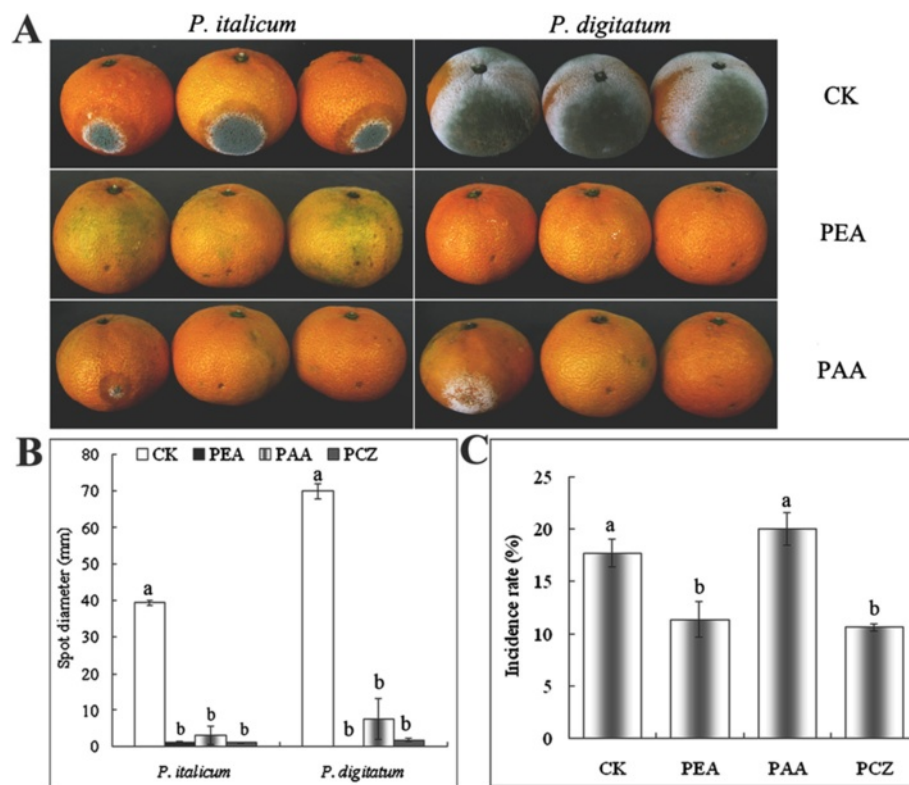 A
P. italicum P. digitatum
CK
PEA
PAA
B
CK PEA PAA PCZ
80
70
60
50
40
30
20
10
0
Spot diameter (mm)
a
b b b
a
b b b
P. italicum P. digitatum
C
25
20
15
10
5
0
Incidence rate (%)
a b a b
CK PEA PAA PCZ